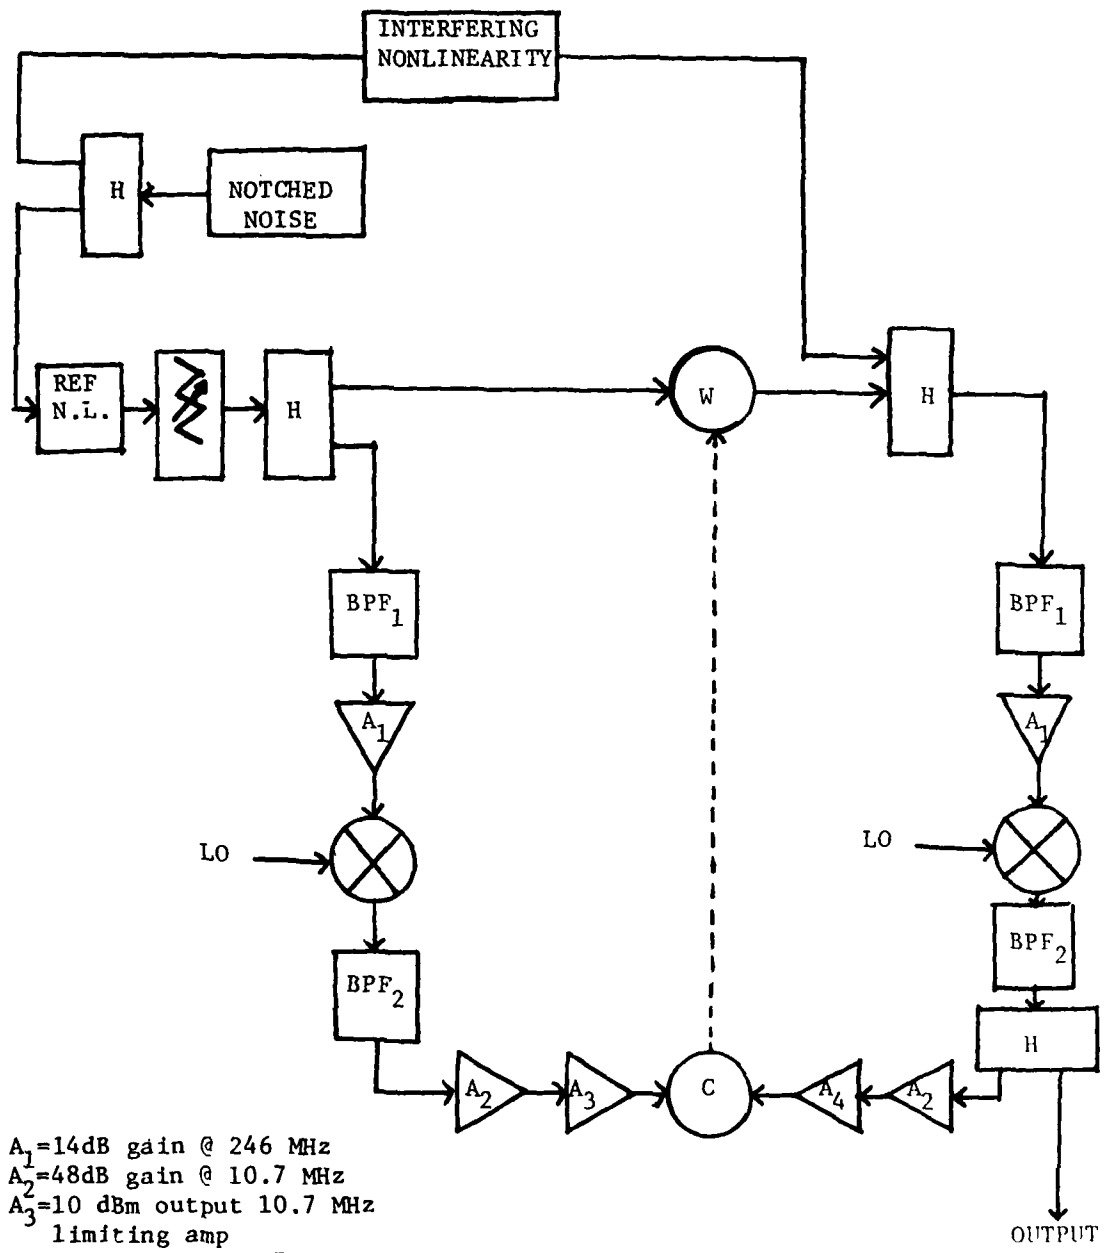 INTERFERING
NONLINEARITY
H
NOTCHED
NOISE
REF
N.L.
H
W
H
BPF1
BPF1
A1
A1
LO
LO
BPF2
BPF2
H
A2
A3
C
A4
A2
A1=14dB gain @ 246 MHz
A2=48dB gain @ 10.7 MHz
A3=10 dBm output 10.7 MHz
limiting amp
OUTPUT